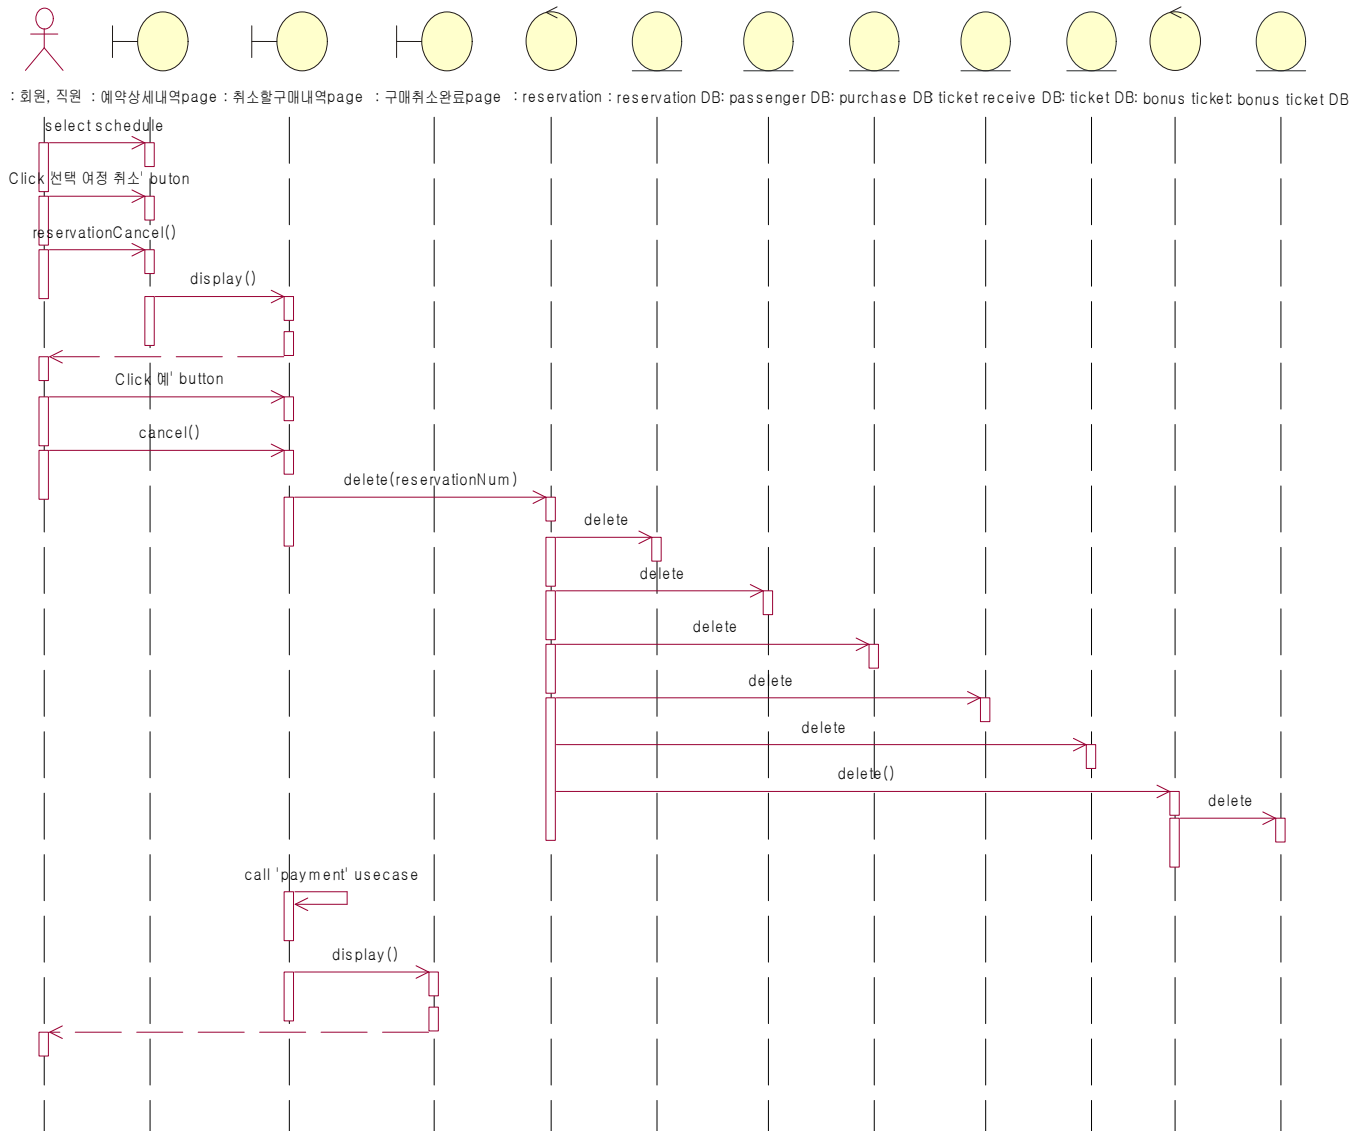 : 회원, 직원 : 예약상세내역page : 취소할구매내역page : 구매취소완료page : reservation : reservation DB : passenger DB : purchase DB : ticket receive DB : ticket DB : bonus ticket : bonus ticket DB
select schedule
Click '선택 여정 취소' buton
reservationCancel()
display()
Click 예' button
cancel()
delete(reservationNum)
delete
delete
delete
delete
delete
delete()
delete
call 'payment' usecase
display()